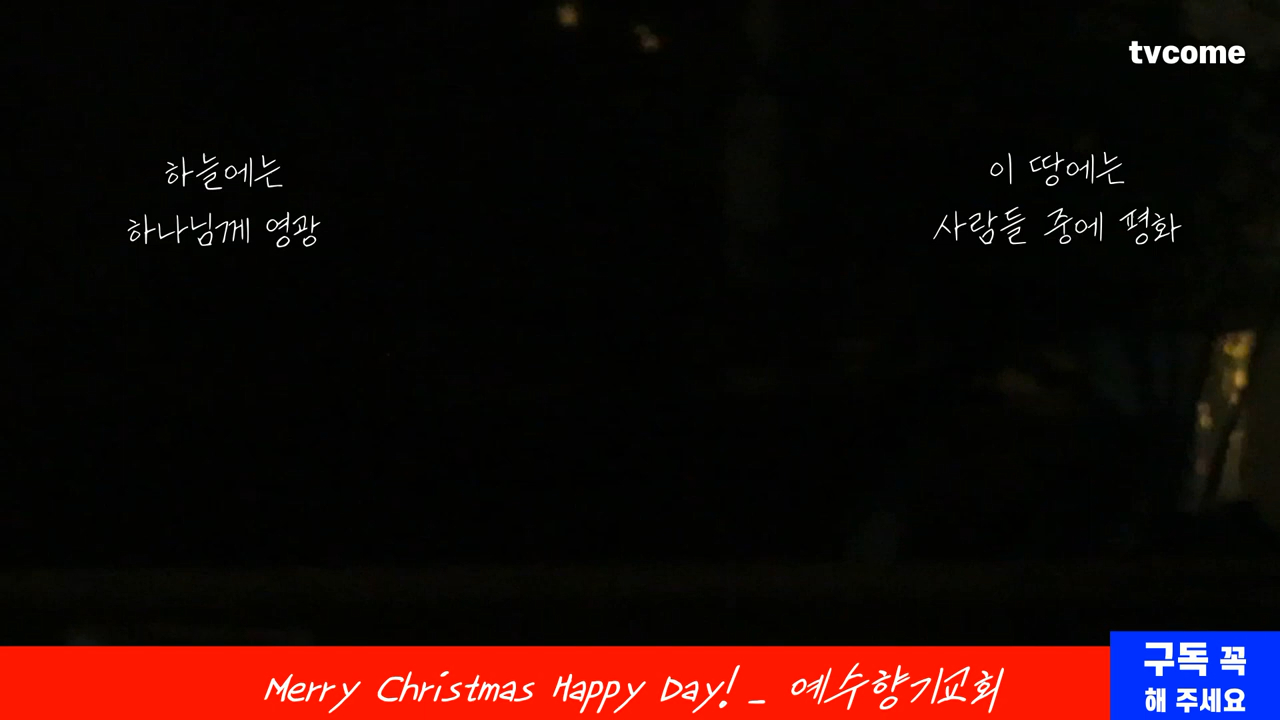 tvcome
하늘에는
하나님께 영광
이 땅에는
사람들 중에 평화
Merry Christmas Happy Day! _ 예수향기교회
구독 꼭
해 주세요